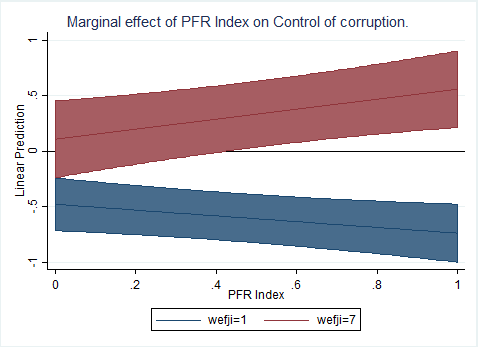 Marginal effect of PFR Index on Control of corruption.
Linear Prediction
1
.5
0
-.5
-1
0 .2 .4 .6 .8 1
PFR Index
wefji=1 wefji=7